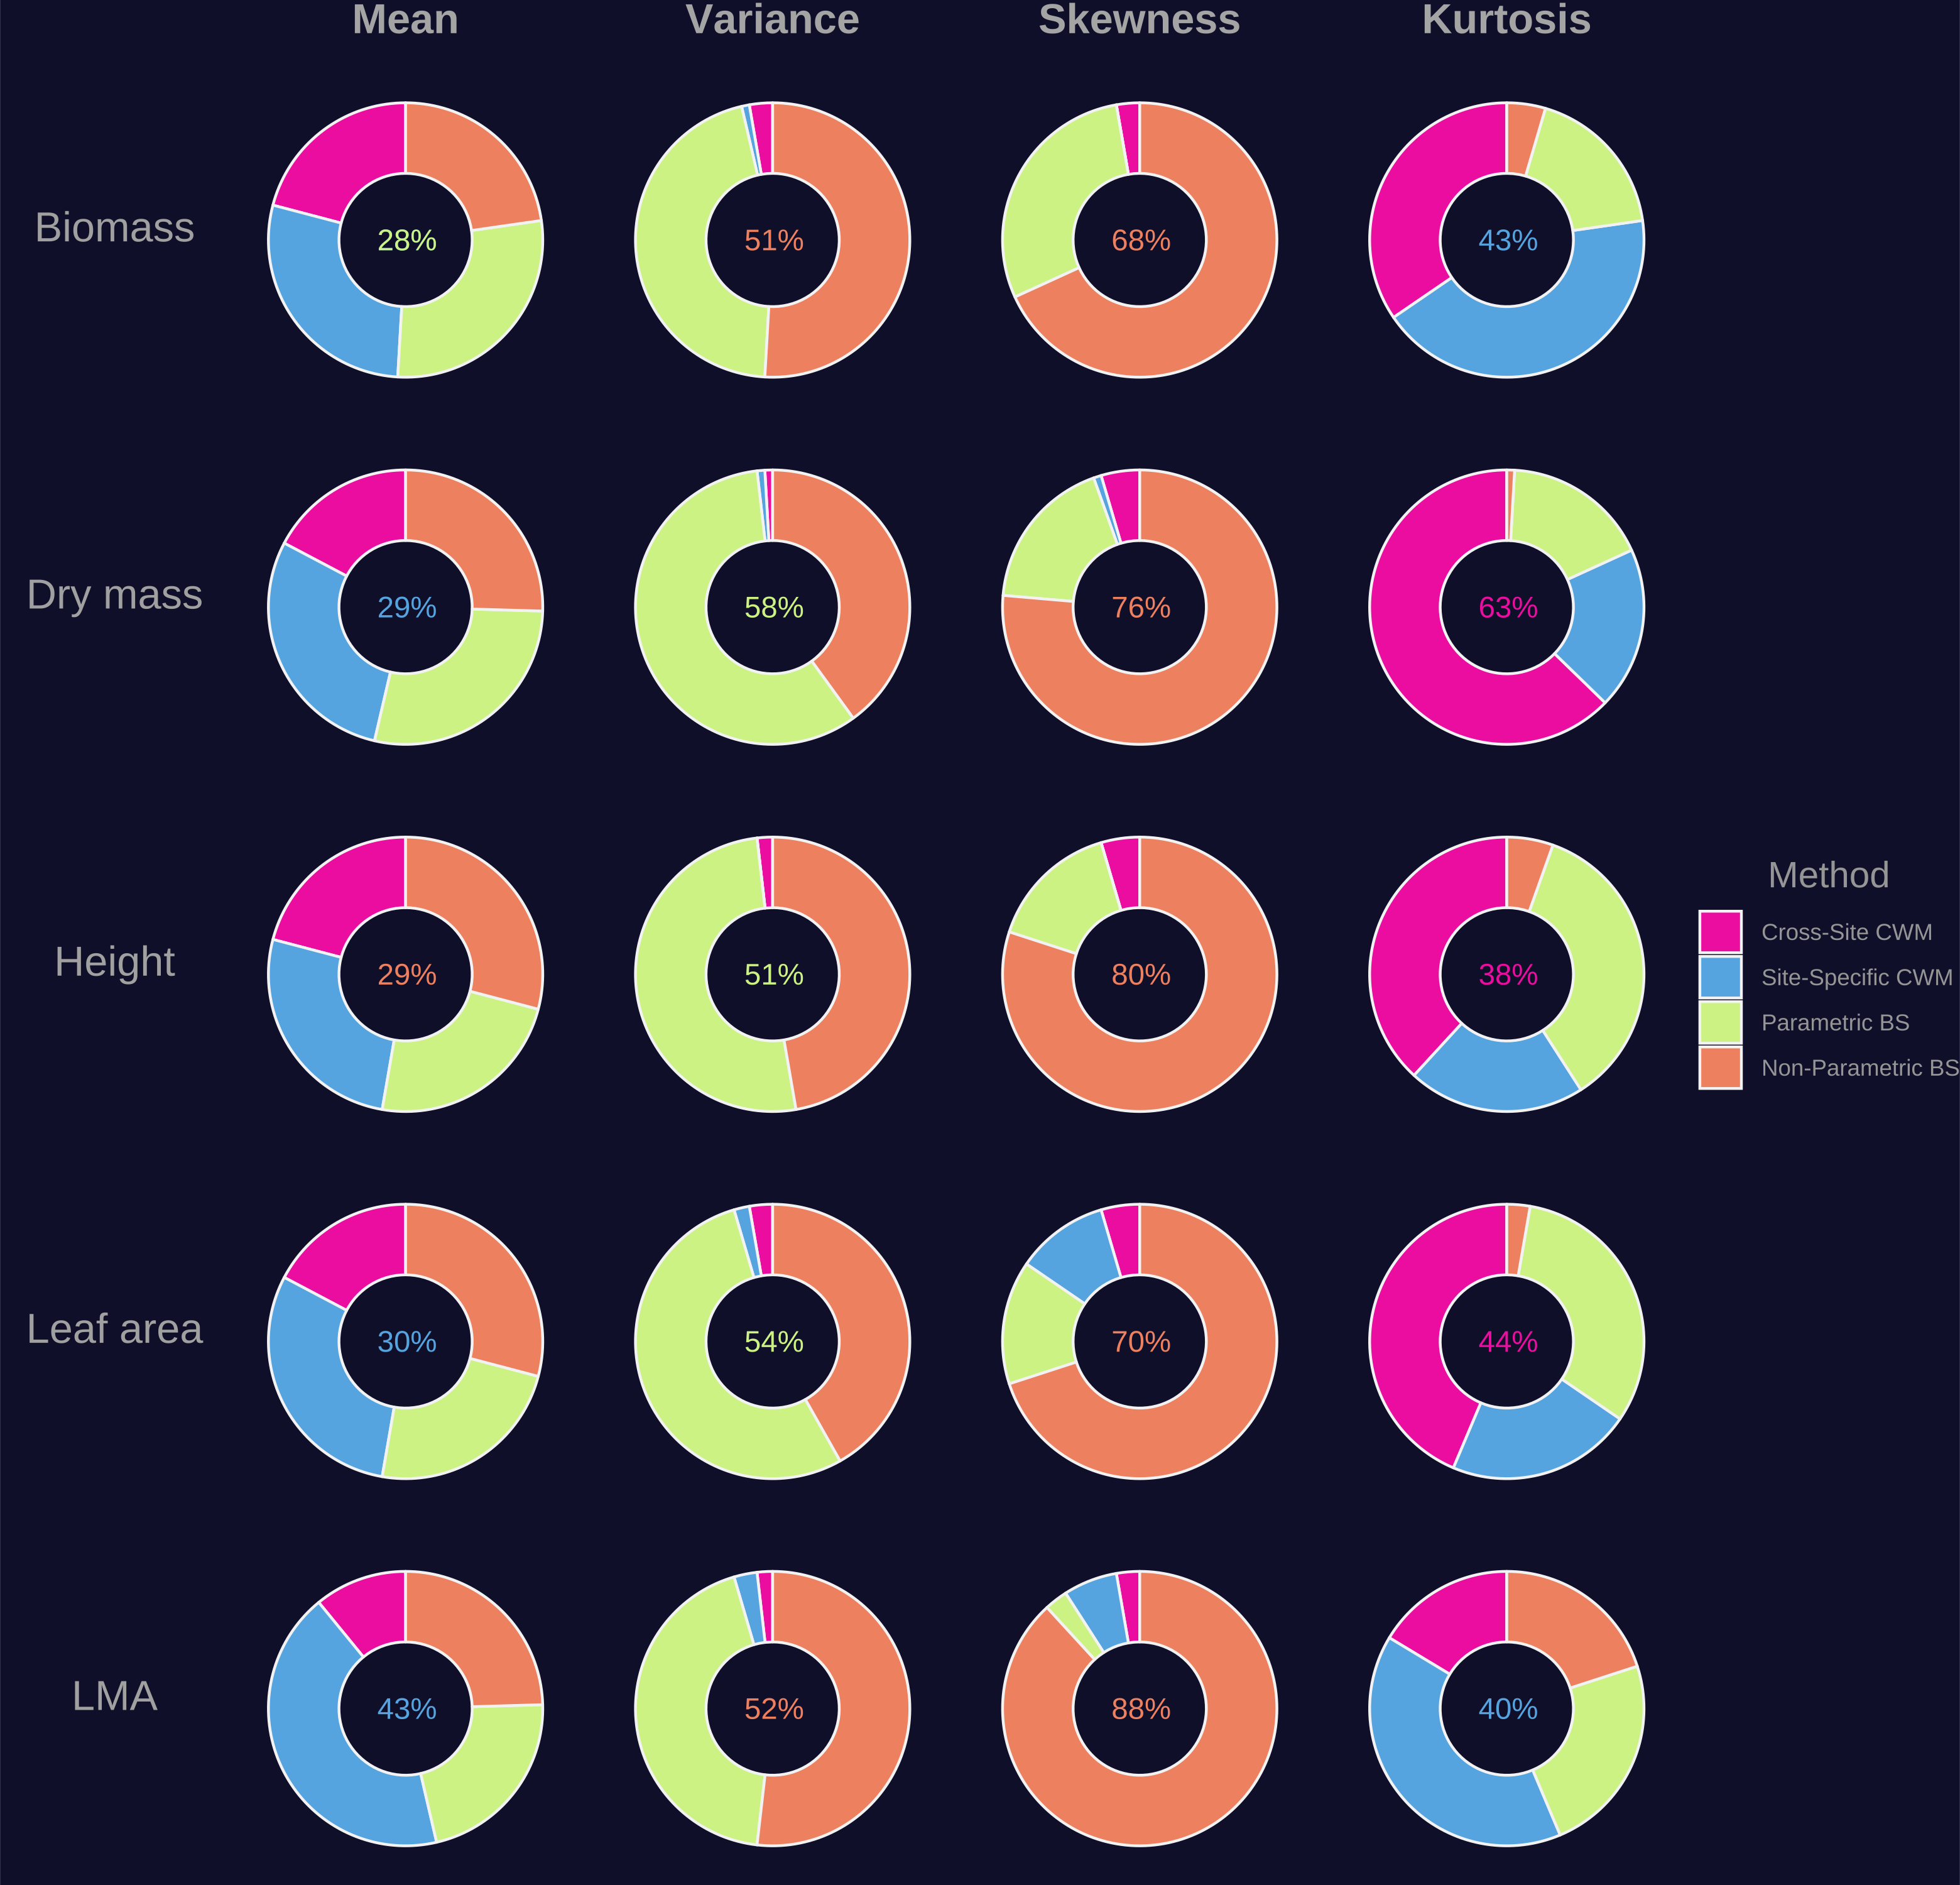 Mean Variance Skewness Kurtosis
Biomass 28% 51% 68% 43%
Dry mass 29% 58% 76% 63%
Height 29% 51% 80% 38%
Leaf area 30% 54% 70% 44%
LMA 43% 52% 88% 40%
Method
Cross-Site CWM
Site-Specific CWM
Parametric BS
Non-Parametric BS